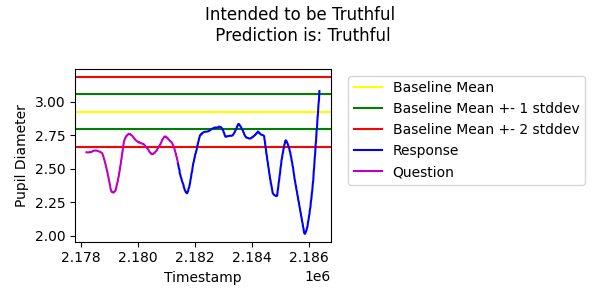 Intended to be Truthful
Prediction is: Truthful
Pupil Diameter
3.00
2.75
2.50
2.25
2.00
2.178 2.180 2.182 2.184 2.186
1e6
Timestamp
Baseline Mean
Baseline Mean +- 1 stddev
Baseline Mean +- 2 stddev
Response
Question